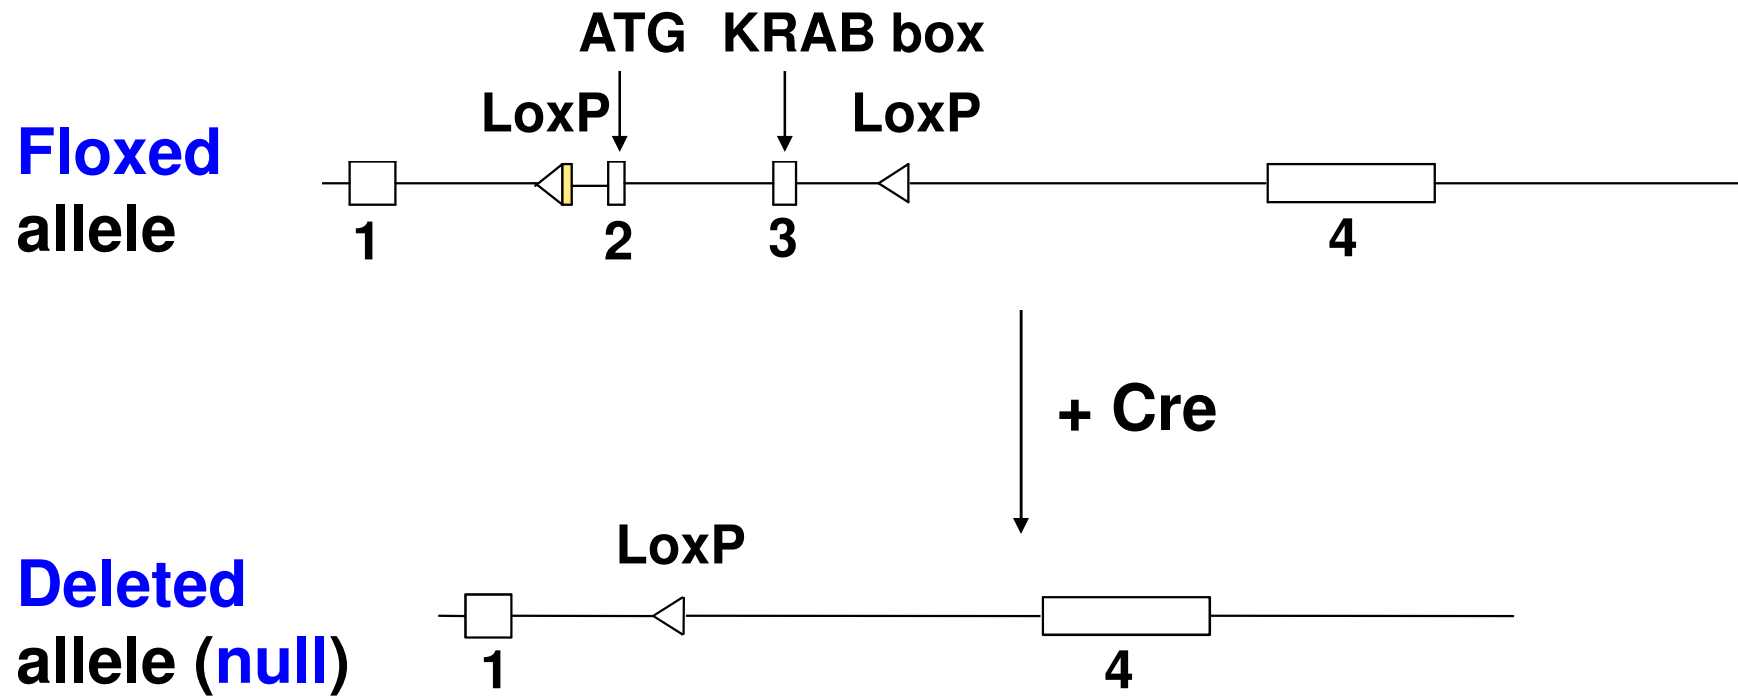 ATG KRAB box
LoxP LoxP
Floxed
allele
1 2 3 4
+ Cre
LoxP
Deleted
allele (null)
1 4